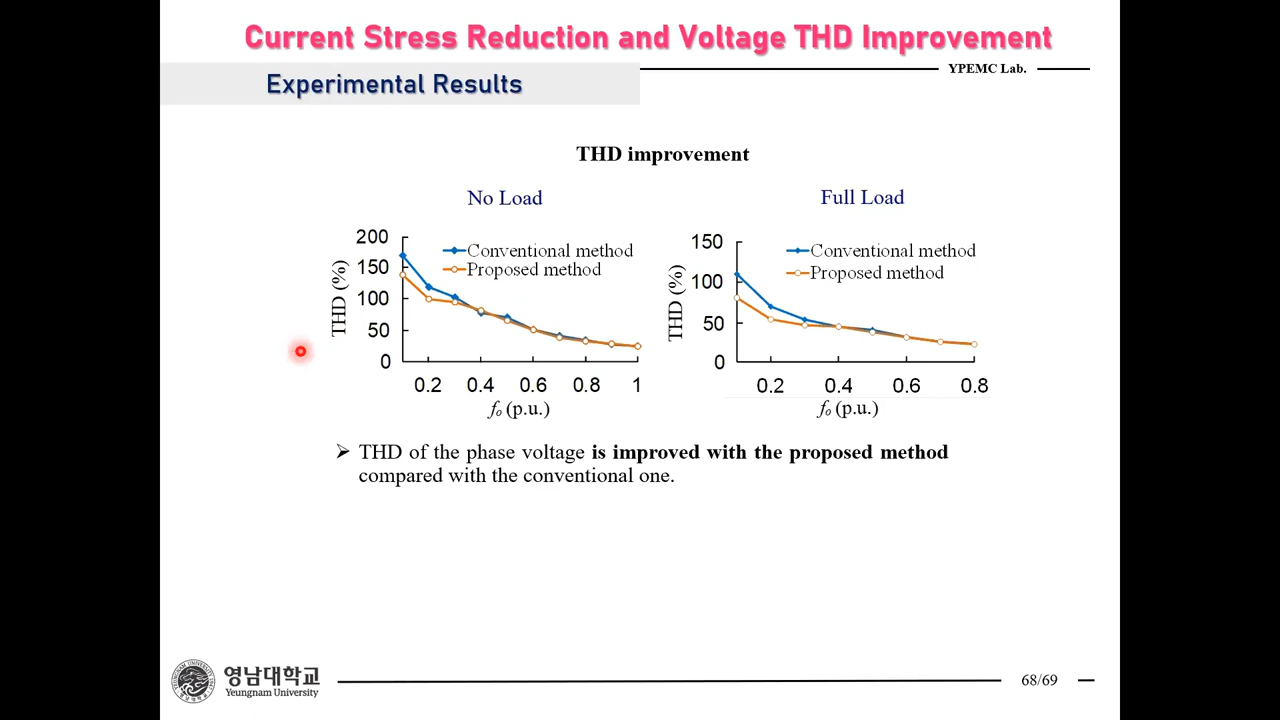 Current Stress Reduction and Voltage THD Improvement
YPEMC Lab.
Experimental Results
THD improvement
No Load
Full Load
200
150
100
50
0
THD (%)
Conventional method
Proposed method
0.2 0.4 0.6 0.8 1
fo (p.u.)
150
100
50
0
THD (%)
Conventional method
Proposed method
0.2 0.4 0.6 0.8
fo (p.u.)
➢ THD of the phase voltage is improved with the proposed method
compared with the conventional one.
영남대학교
Yeungnam University
68/69